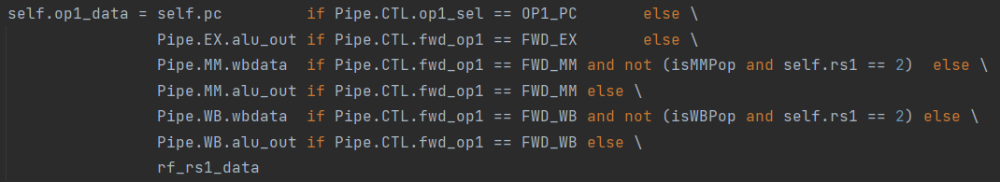 self.op1_data = self.pc         if Pipe.CTL.op1_sel == OP1_PC       else \
                Pipe.EX.alu_out if Pipe.CTL.fwd_op1 == FWD_EX       else \
                Pipe.MM.wbdata  if Pipe.CTL.fwd_op1 == FWD_MM and not (isMMPop and self.rs1 == 2)  else \
                Pipe.MM.alu_out if Pipe.CTL.fwd_op1 == FWD_MM else \
                Pipe.WB.wbdata  if Pipe.CTL.fwd_op1 == FWD_WB and not (isWBPop and self.rs1 == 2) else \
                Pipe.WB.alu_out if Pipe.CTL.fwd_op1 == FWD_WB else \
                rf_rs1_data